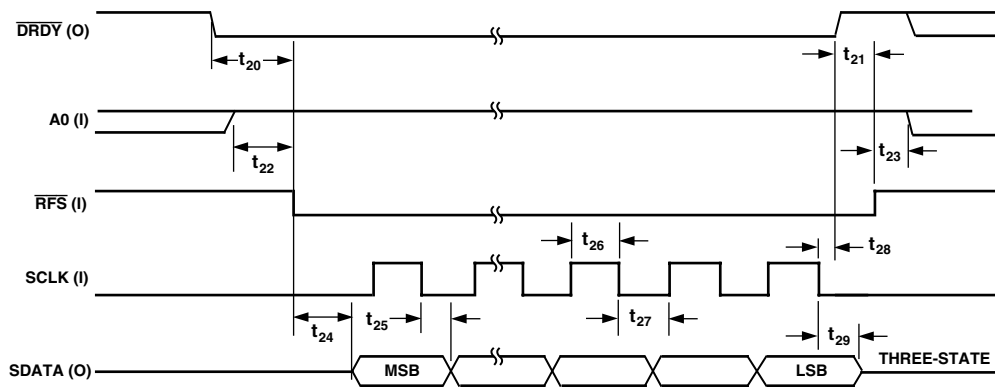 DRDY (O)
t20
t21
A0 (I)
t22
t23
RFS (I)
t26
t28
SCLK (I)
t24
t25
t27
t29
SDATA (O)
MSB
LSB
THREE-STATE